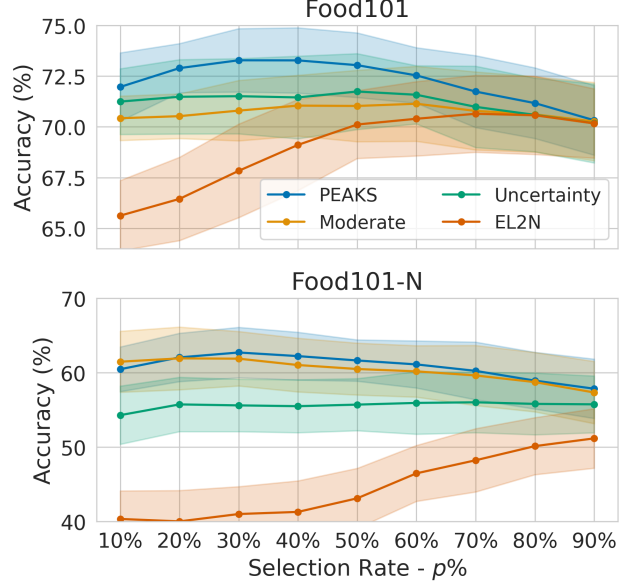 Food101
75.0
72.5
70.0
67.5
65.0
Accuracy (%)
PEAKS
Moderate
Uncertainty
EL2N
Food101-N
70
60
50
40
Accuracy (%)
10% 20% 30% 40% 50% 60% 70% 80% 90%
Selection Rate - p%